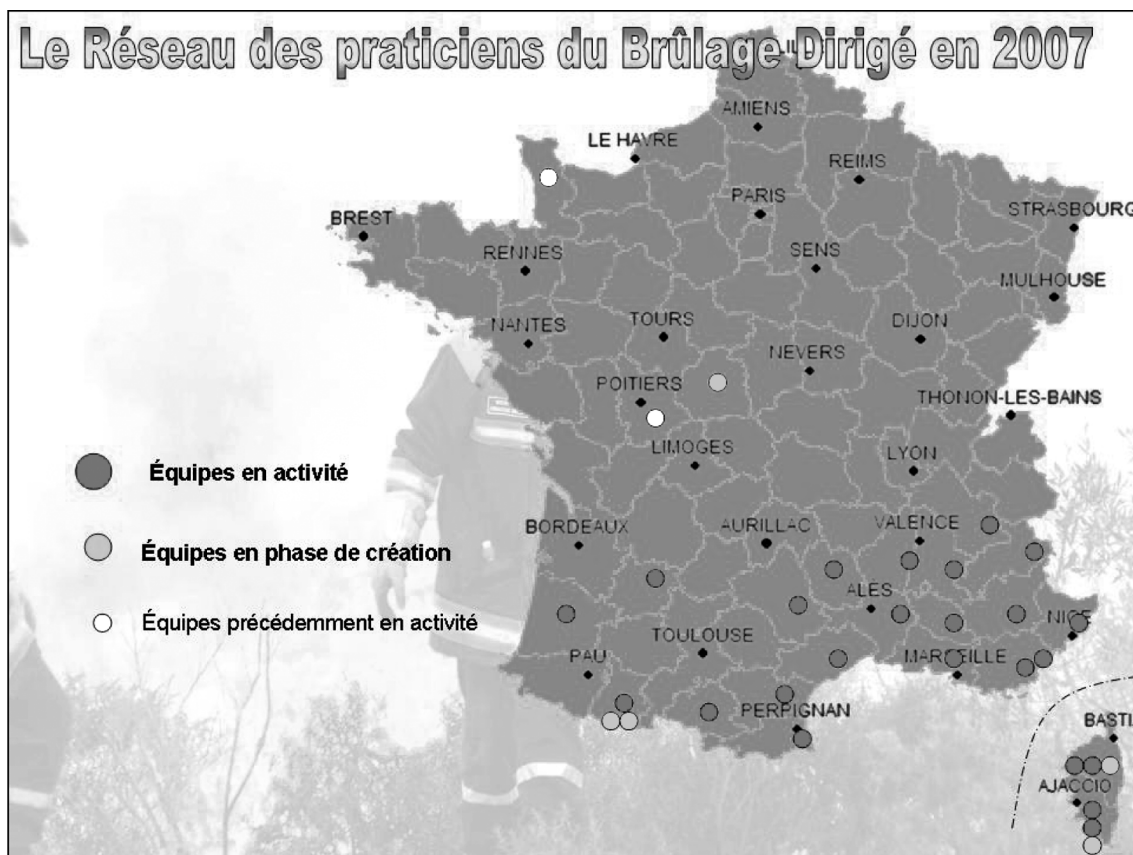 Le Réseau des praticiens du Brûlage Dirigé en 2007
AMIENS
LE HAVRE
REIMS
PARIS
BREST
STRASBOURG
RENNES
SENS
MULHOUSE
NANTES
TOURS
DIJON
NEVERS
POITIERS
THONON-LES-BAINS
LIMOGES
LYON
Équipes en activité
BORDEAUX
AURILLAC
VALENCE
Équipes en phase de création
ALES
Équipes précédemment en activité
NICE
TOULOUSE
PAU
MARSEILLE
PERPIGNAN
BASTI
AJACCIO